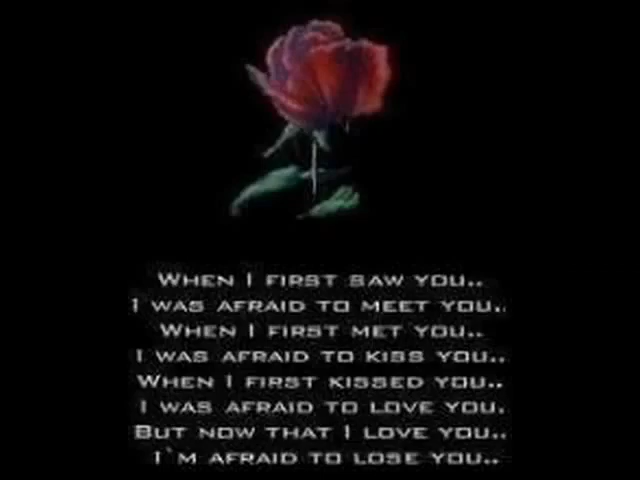 When I first saw you..
I was afraid to meet you..
When I first met you..
I was afraid to kiss you..
When I first kissed you..
I was afraid to love you.
But now that I love you..
I`m afraid to lose you..